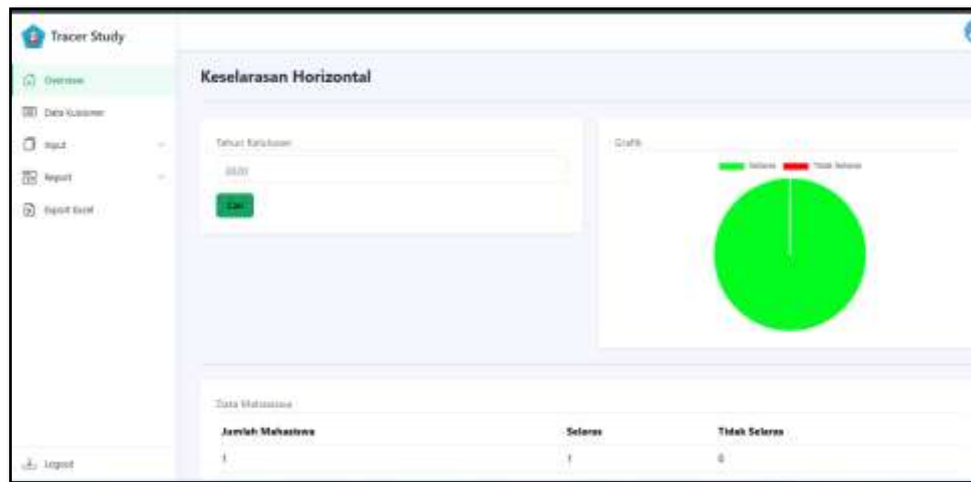 Tracer Study
Overview
Data Kuisioner
Input
Report
Export Excel
Logout
Keselarasan Horizontal
Tahun Kelulusan
2020
Cari
Grafik
Selaras Tidak Selaras
Data Mahasiswa
Jumlah Mahasiswa Selaras Tidak Selaras
1 1 0